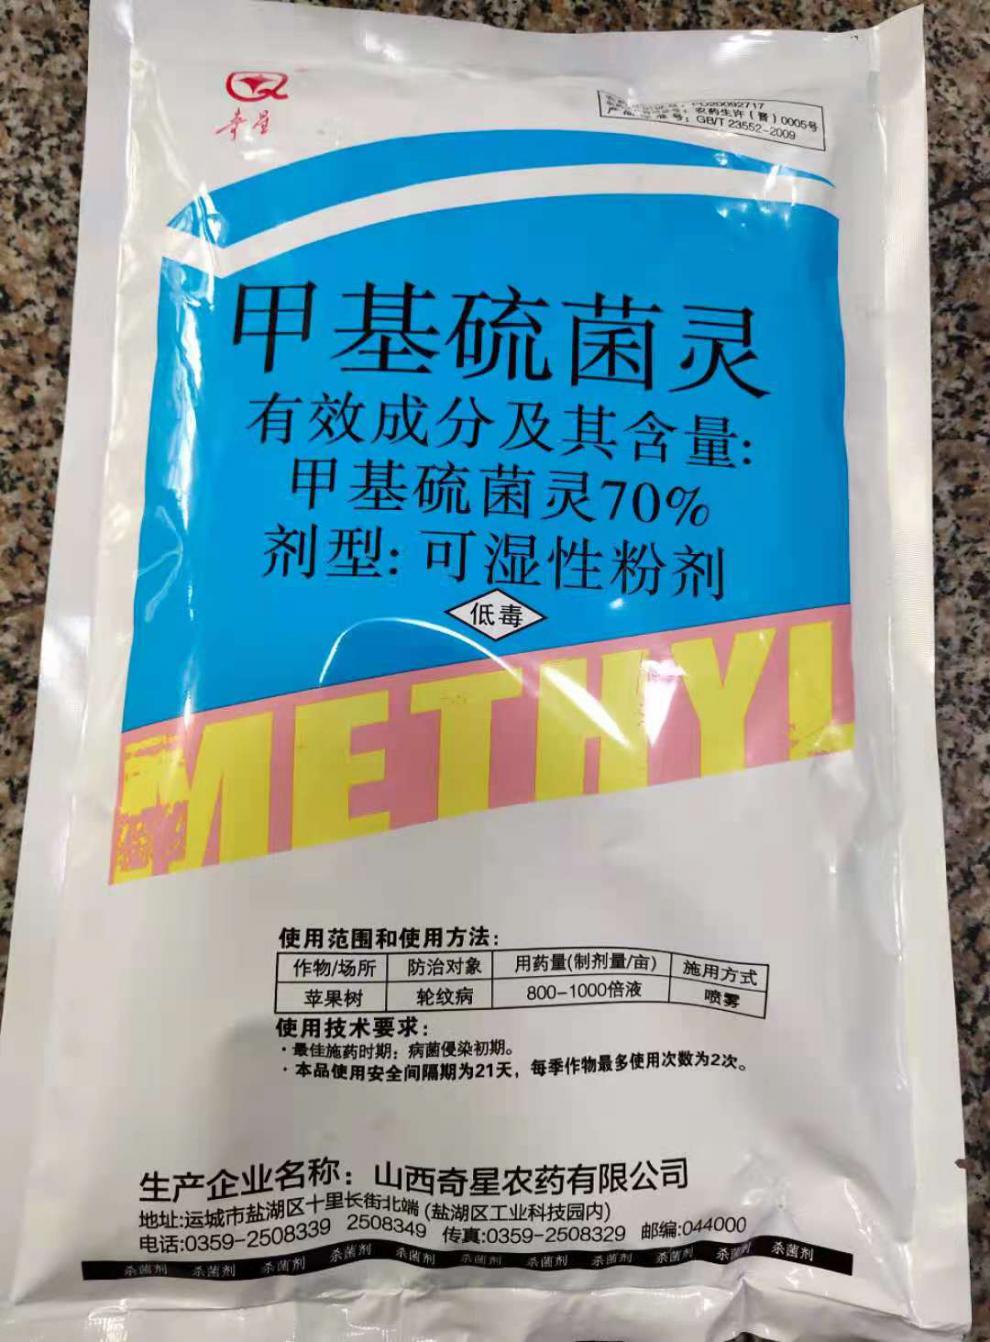 奇星
PD20092717
农药生许(晋)0005号
GB/T 23552-2009
甲基硫菌灵
有效成分及其含量:
甲基硫菌灵70%
剂型:可湿性粉剂
低毒
METHYL
使用范围和使用方法:
作物/场所 防治对象 用药量(制剂量/亩) 施用方式
苹果树 轮纹病 800-1000倍液 喷雾
使用技术要求:
·最佳施药时期:病菌侵染初期。
·本品使用安全间隔期为21天,每季作物最多使用次数为2次。
生产企业名称:山西奇星农药有限公司
地址:运城市盐湖区十里长街北端(盐湖区工业科技园内)
电话:0359-2508339 2508349 传真:0359-2508329 邮编:044000
杀菌剂 杀菌剂 杀菌剂 杀菌剂 杀菌剂 杀菌剂 杀菌剂 杀菌剂 杀菌剂 杀菌剂 杀菌剂